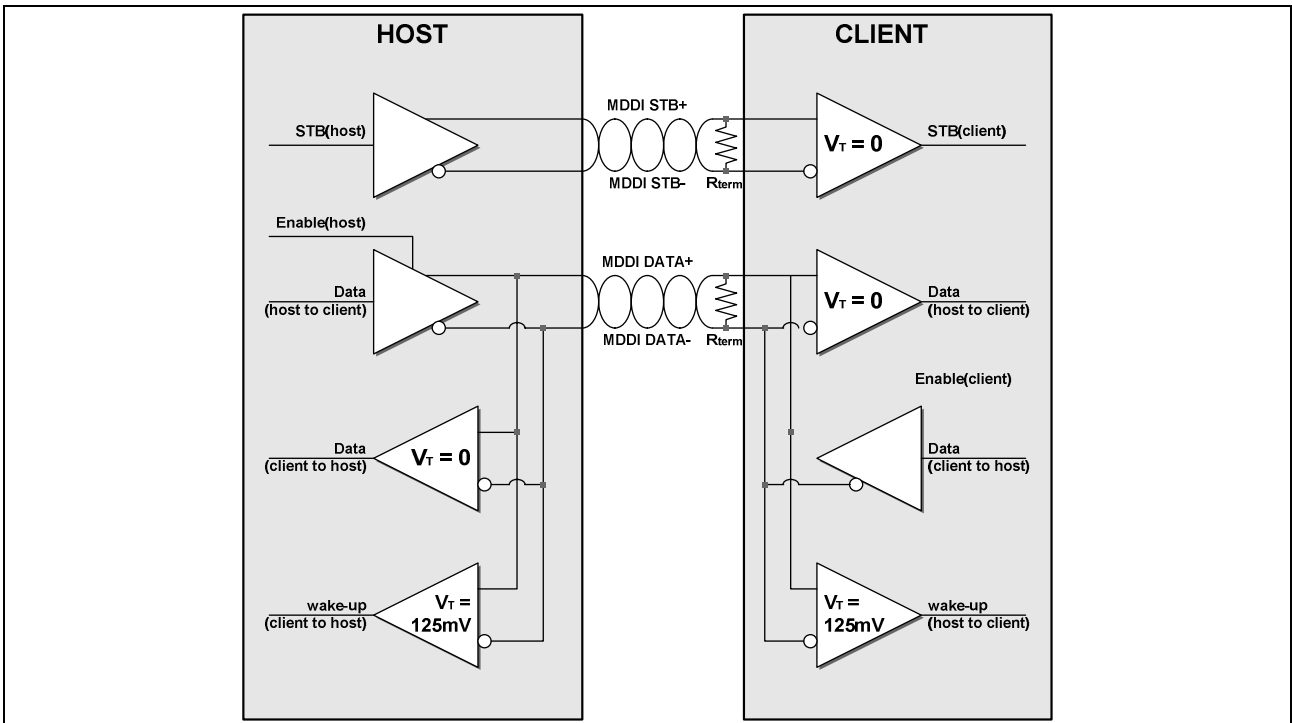 HOST
CLIENT
MDDI STB+
STB(host)
VT = 0
STB(client)
MDDI STB-
Rterm
Enable(host)
MDDI DATA+
Data
(host to client)
VT = 0
Data
(host to client)
MDDI DATA-
Rterm
Enable(client)
Data
(client to host)
VT = 0
Data
(client to host)
wake-up
(client to host)
VT =
125mV
VT =
125mV
wake-up
(host to client)